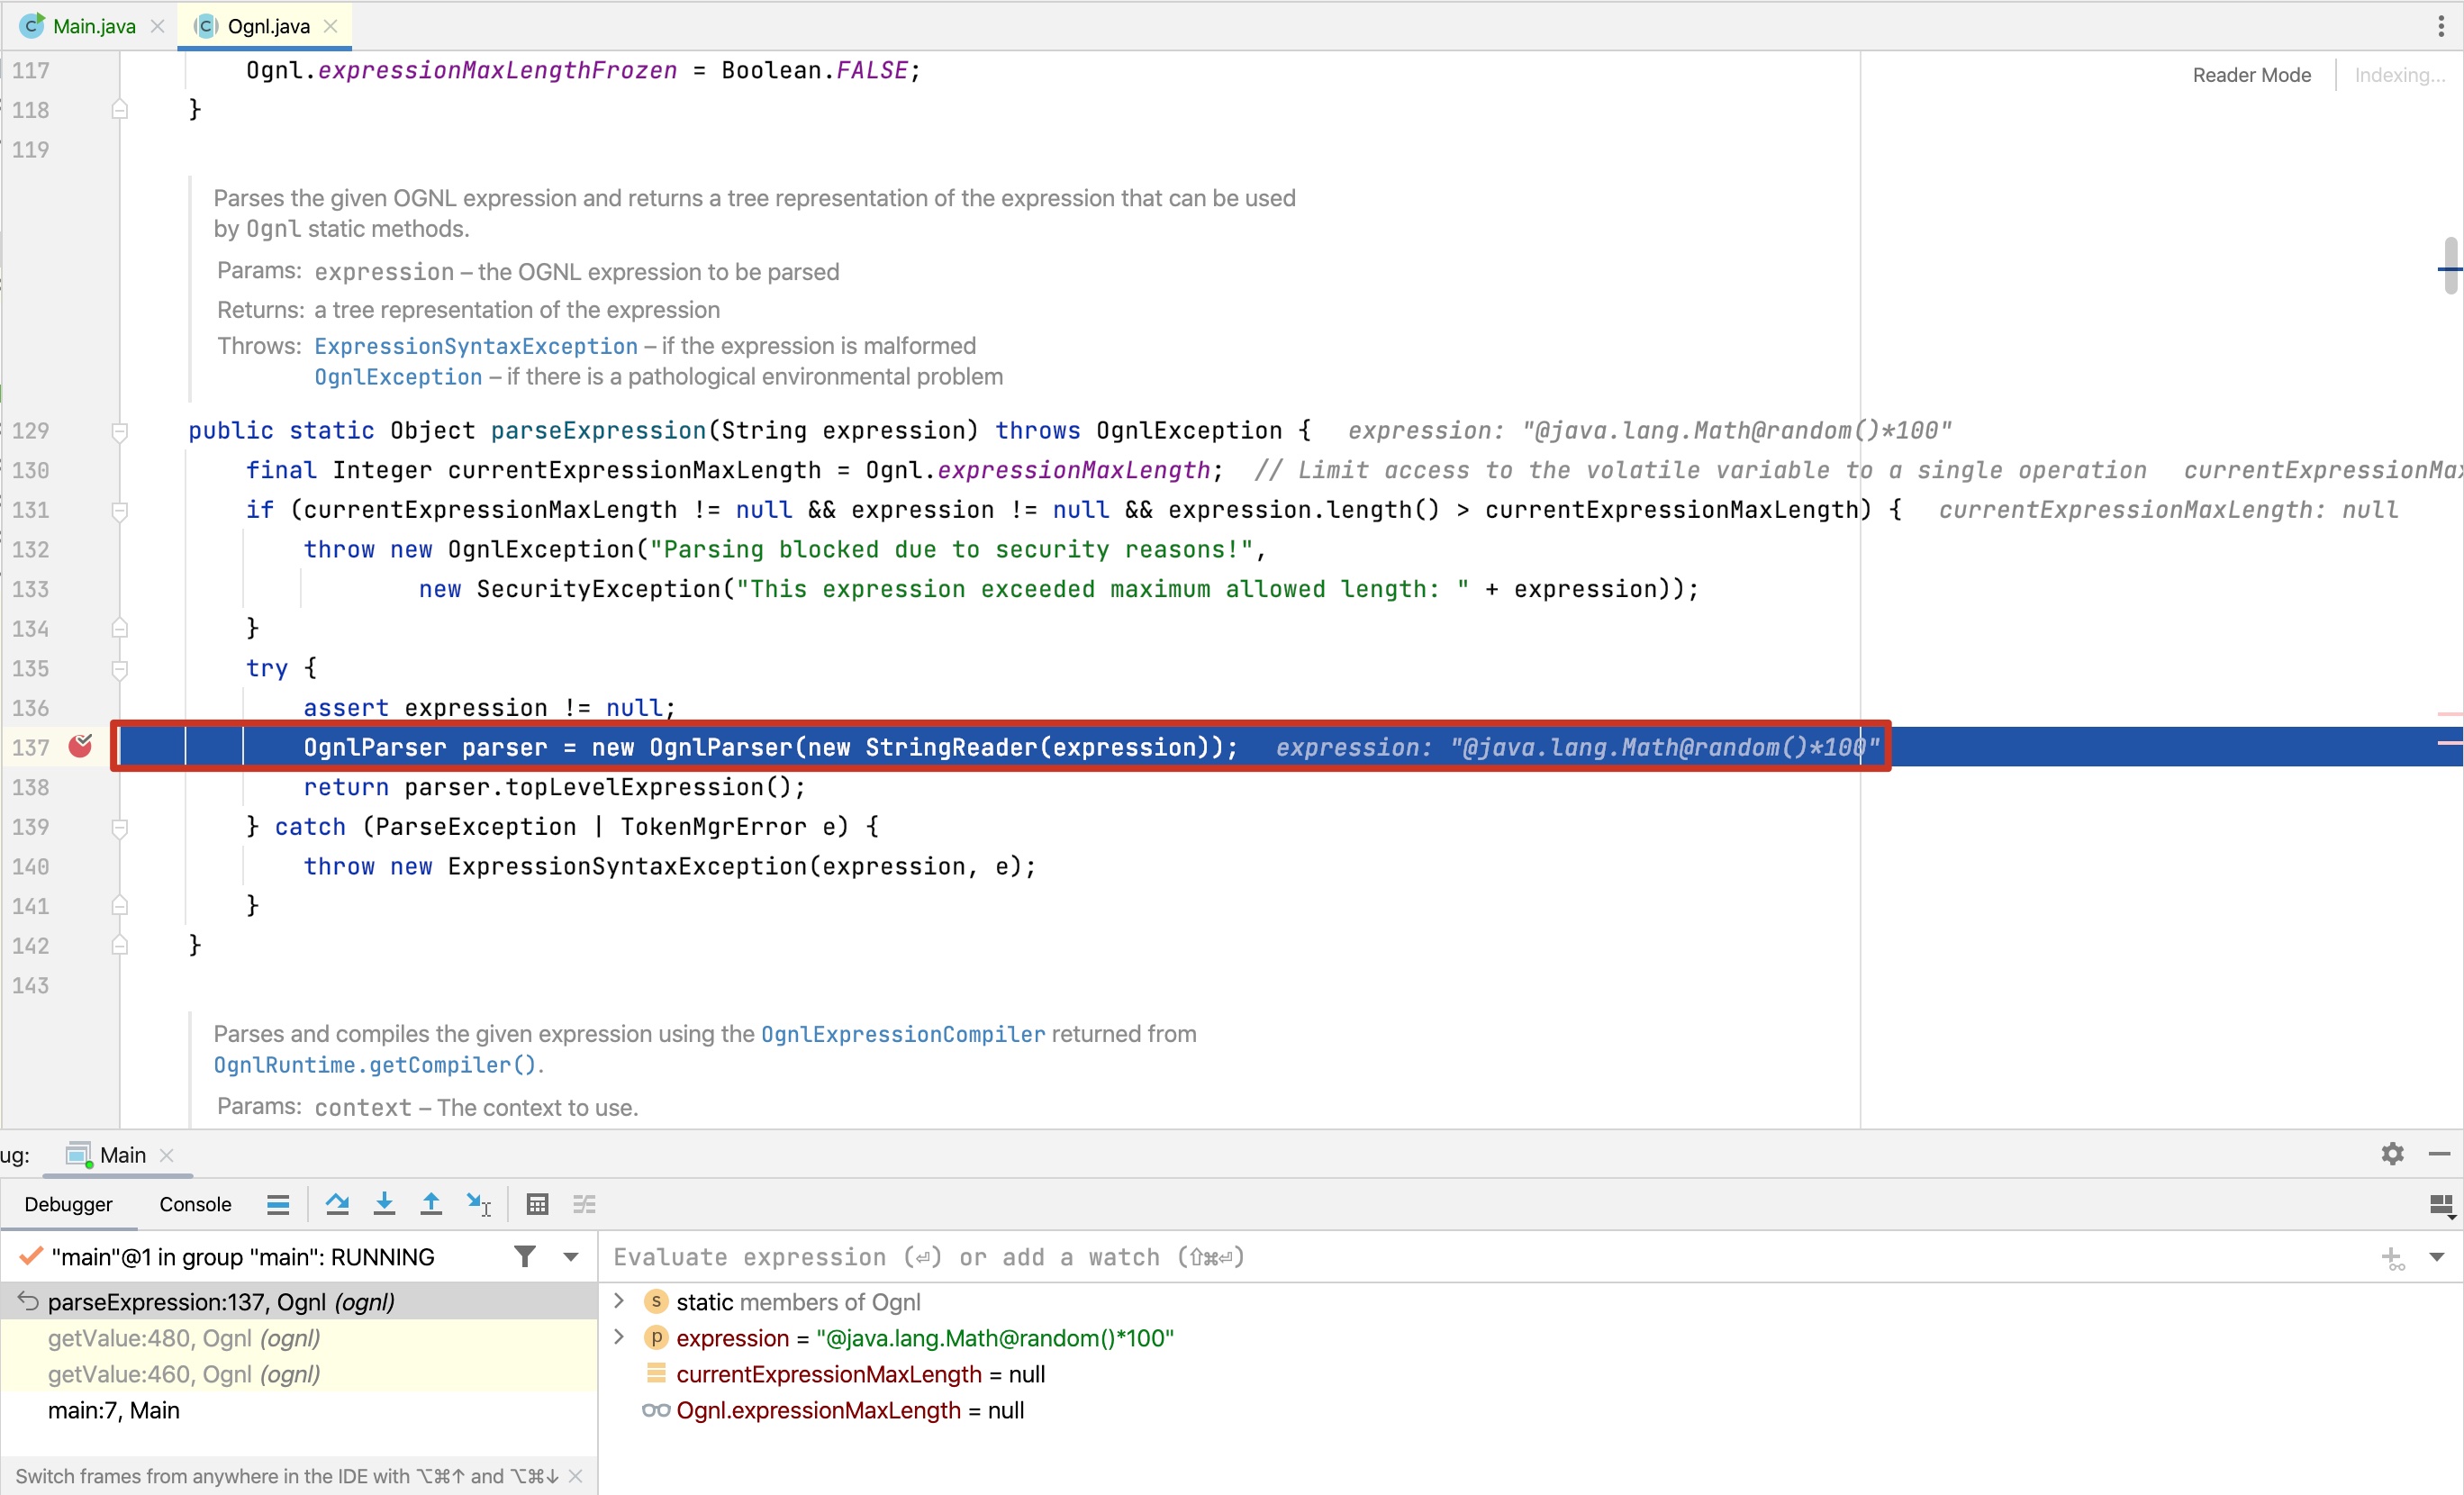 Main.java
Ognl.java
Reader Mode
Indexing...
117 Ognl.expressionMaxLengthFrozen = Boolean.FALSE;
118 }
119
Parses the given OGNL expression and returns a tree representation of the expression that can be used
by Ognl static methods.
Params: expression – the OGNL expression to be parsed
Returns: a tree representation of the expression
Throws: ExpressionSyntaxException – if the expression is malformed
OgnlException – if there is a pathological environmental problem
129 public static Object parseExpression(String expression) throws OgnlException { expression: "@java.lang.Math@random()*100"
130 final Integer currentExpressionMaxLength = Ognl.expressionMaxLength; // Limit access to the volatile variable to a single operation currentExpressionMax
131 if (currentExpressionMaxLength != null && expression != null && expression.length() > currentExpressionMaxLength) { currentExpressionMaxLength: null
132 throw new OgnlException("Parsing blocked due to security reasons!",
133 new SecurityException("This expression exceeded maximum allowed length: " + expression));
134 }
135 try {
136 assert expression != null;
137 OgnlParser parser = new OgnlParser(new StringReader(expression)); expression: "@java.lang.Math@random()*100"
138 return parser.topLevelExpression();
139 } catch (ParseException | TokenMgrError e) {
140 throw new ExpressionSyntaxException(expression, e);
141 }
142 }
143
Parses and compiles the given expression using the OgnlExpressionCompiler returned from
OgnlRuntime.getCompiler().
Params: context – The context to use.
ug: Main
Debugger Console
"main"@1 in group "main": RUNNING
Evaluate expression (⏎) or add a watch (⇧⌘⏎)
parseExpression:137, Ognl (ognl)
getValue:480, Ognl (ognl)
getValue:460, Ognl (ognl)
main:7, Main
static members of Ognl
expression = "@java.lang.Math@random()*100"
currentExpressionMaxLength = null
Ognl.expressionMaxLength = null
Switch frames from anywhere in the IDE with ⌥⌘↑ and ⌥⌘↓